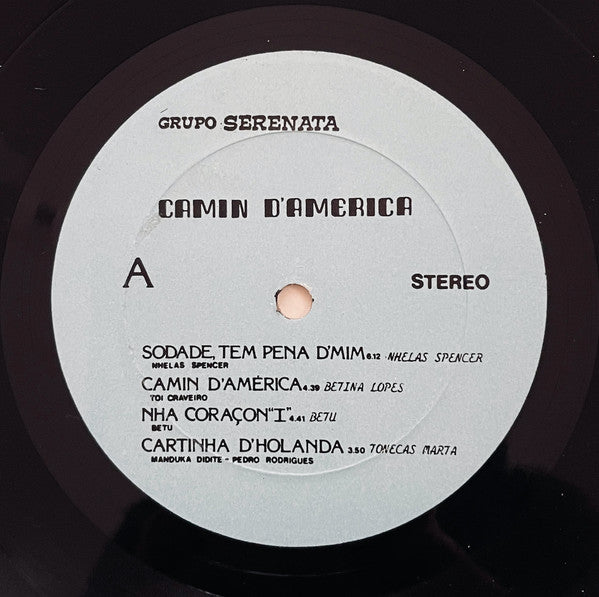 GRUPO SERENATA
CAMIN D'AMERICA
A STEREO
SODADE, TEM PENA D'MIM 6.12 NHELAS SPENCER
NHELAS SPENCER
CAMIN D'AMÉRICA 4.39 BETINA LOPES
TOI CRAVEIRO
NHA CORAÇON "I" 4.41 BETU
BETU
CARTINHA D'HOLANDA 3.50 TONECAS MARTA
MANDUKA DIDITE - PEDRO RODRIGUES